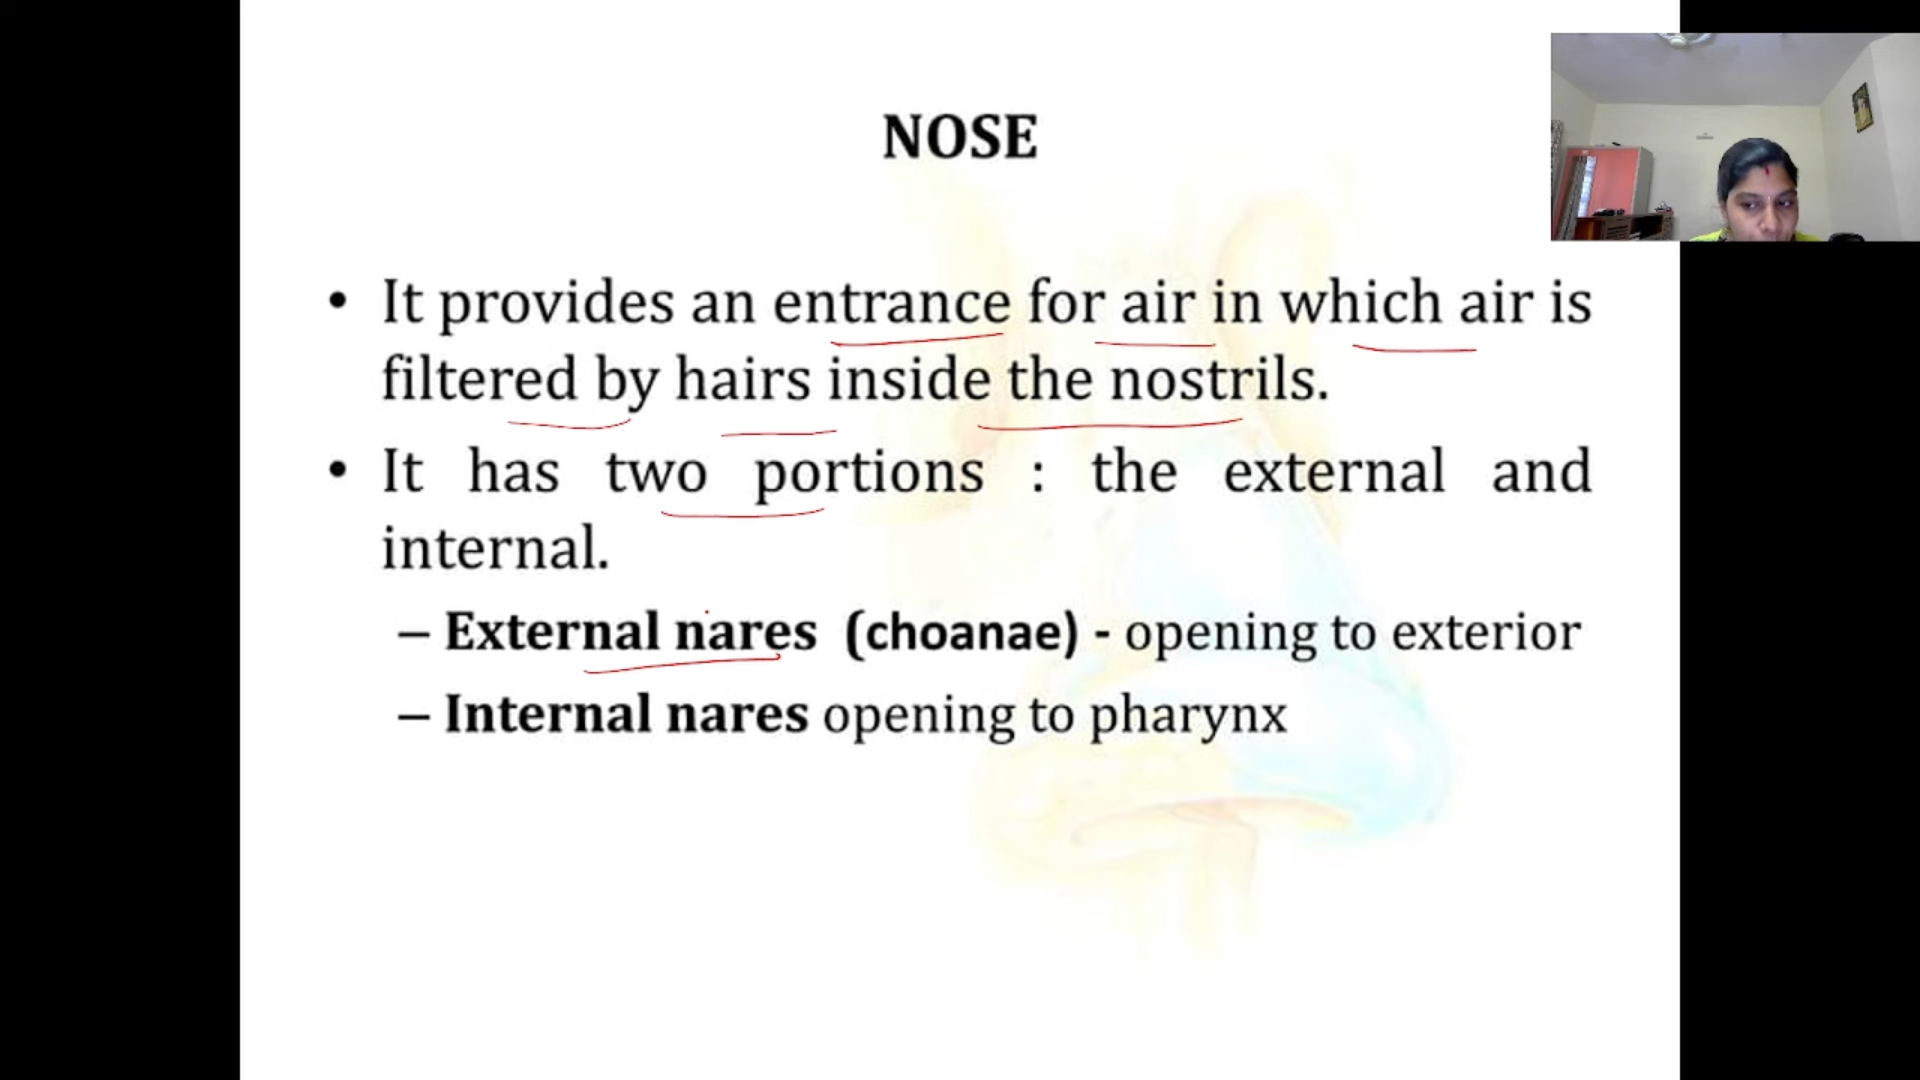 NOSE
• It provides an entrance for air in which air is
filtered by hairs inside the nostrils.
• It has two portions : the external and
internal.
– External nares (choanae) - opening to exterior
– Internal nares opening to pharynx